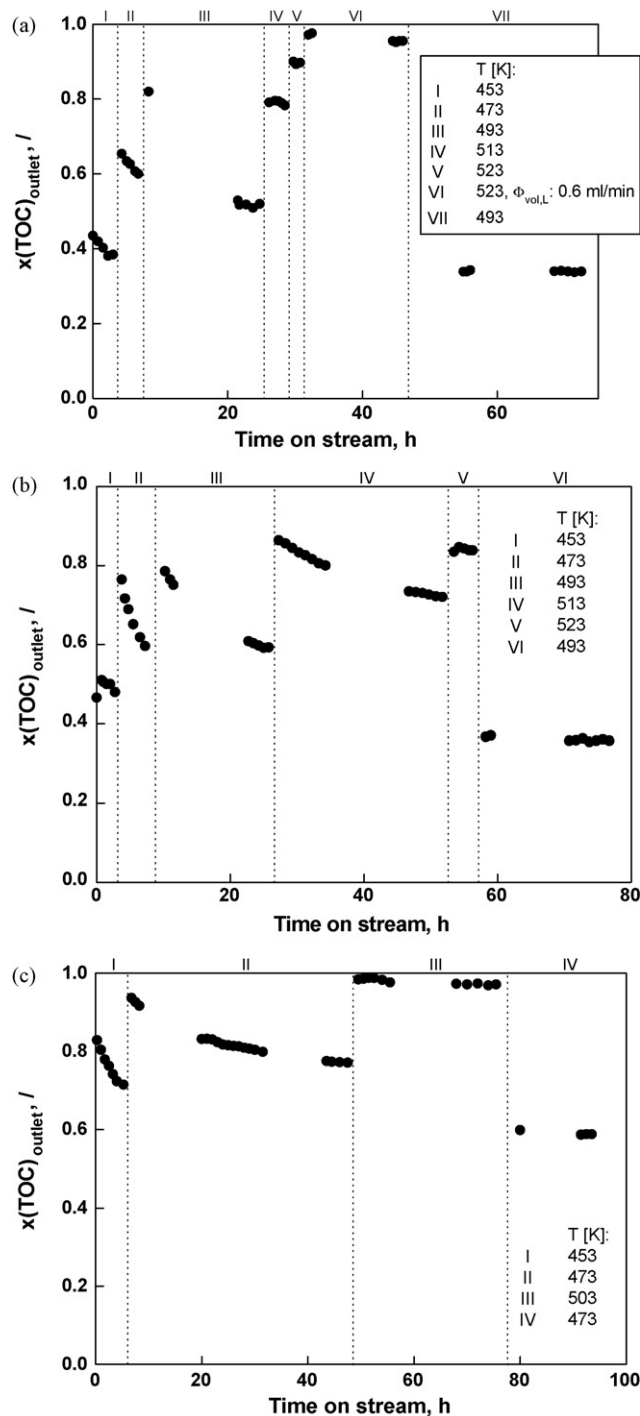 (a)
I II III IV V VI VII
1.0
0.8
0.6
0.4
0.2
0.0
x(TOC)outlet, /
T [K]:
I 453
II 473
III 493
IV 513
V 523
VI 523, Φvol,L: 0.6 ml/min
VII 493
0 20 40 60
Time on stream, h
(b)
I II III IV V VI
1.0
0.8
0.6
0.4
0.2
0.0
x(TOC)outlet, /
T [K]:
I 453
II 473
III 493
IV 513
V 523
VI 493
0 20 40 60 80
Time on stream, h
(c)
I II III IV
1.0
0.8
0.6
0.4
0.2
0.0
x(TOC)outlet, /
T [K]:
I 453
II 473
III 503
IV 473
0 20 40 60 80 100
Time on stream, h